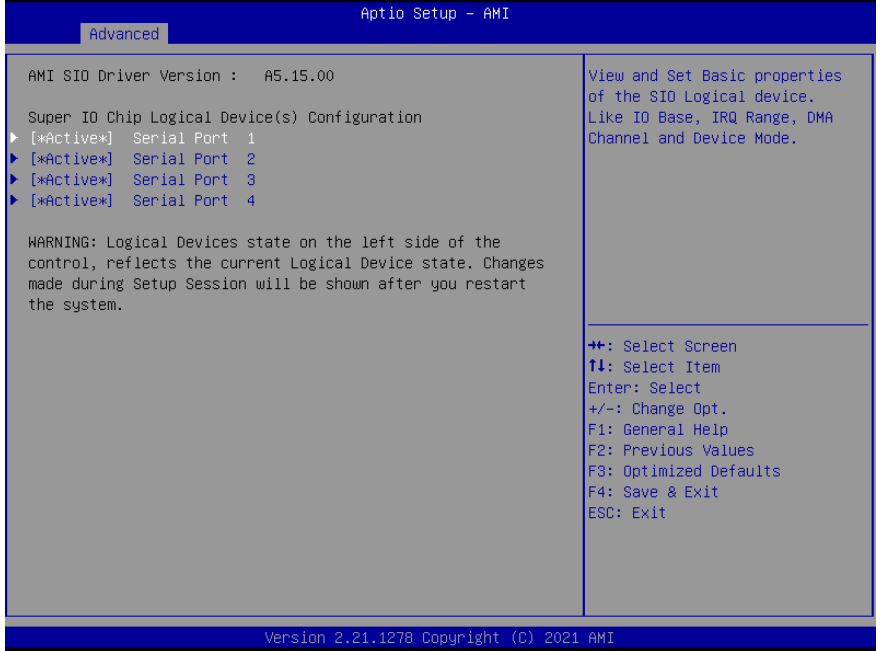 Aptio Setup – AMI
Advanced
AMI SIO Driver Version :   A5.15.00
Super IO Chip Logical Device(s) Configuration
[*Active*]  Serial Port  1
[*Active*]  Serial Port  2
[*Active*]  Serial Port  3
[*Active*]  Serial Port  4
WARNING: Logical Devices state on the left side of the
control, reflects the current Logical Device state. Changes
made during Setup Session will be shown after you restart
the system.
View and Set Basic properties
of the SIO Logical device.
Like IO Base, IRQ Range, DMA
Channel and Device Mode.
→←: Select Screen
↑↓: Select Item
Enter: Select
+/-: Change Opt.
F1: General Help
F2: Previous Values
F3: Optimized Defaults
F4: Save & Exit
ESC: Exit
Version 2.21.1278 Copyright (C) 2021 AMI